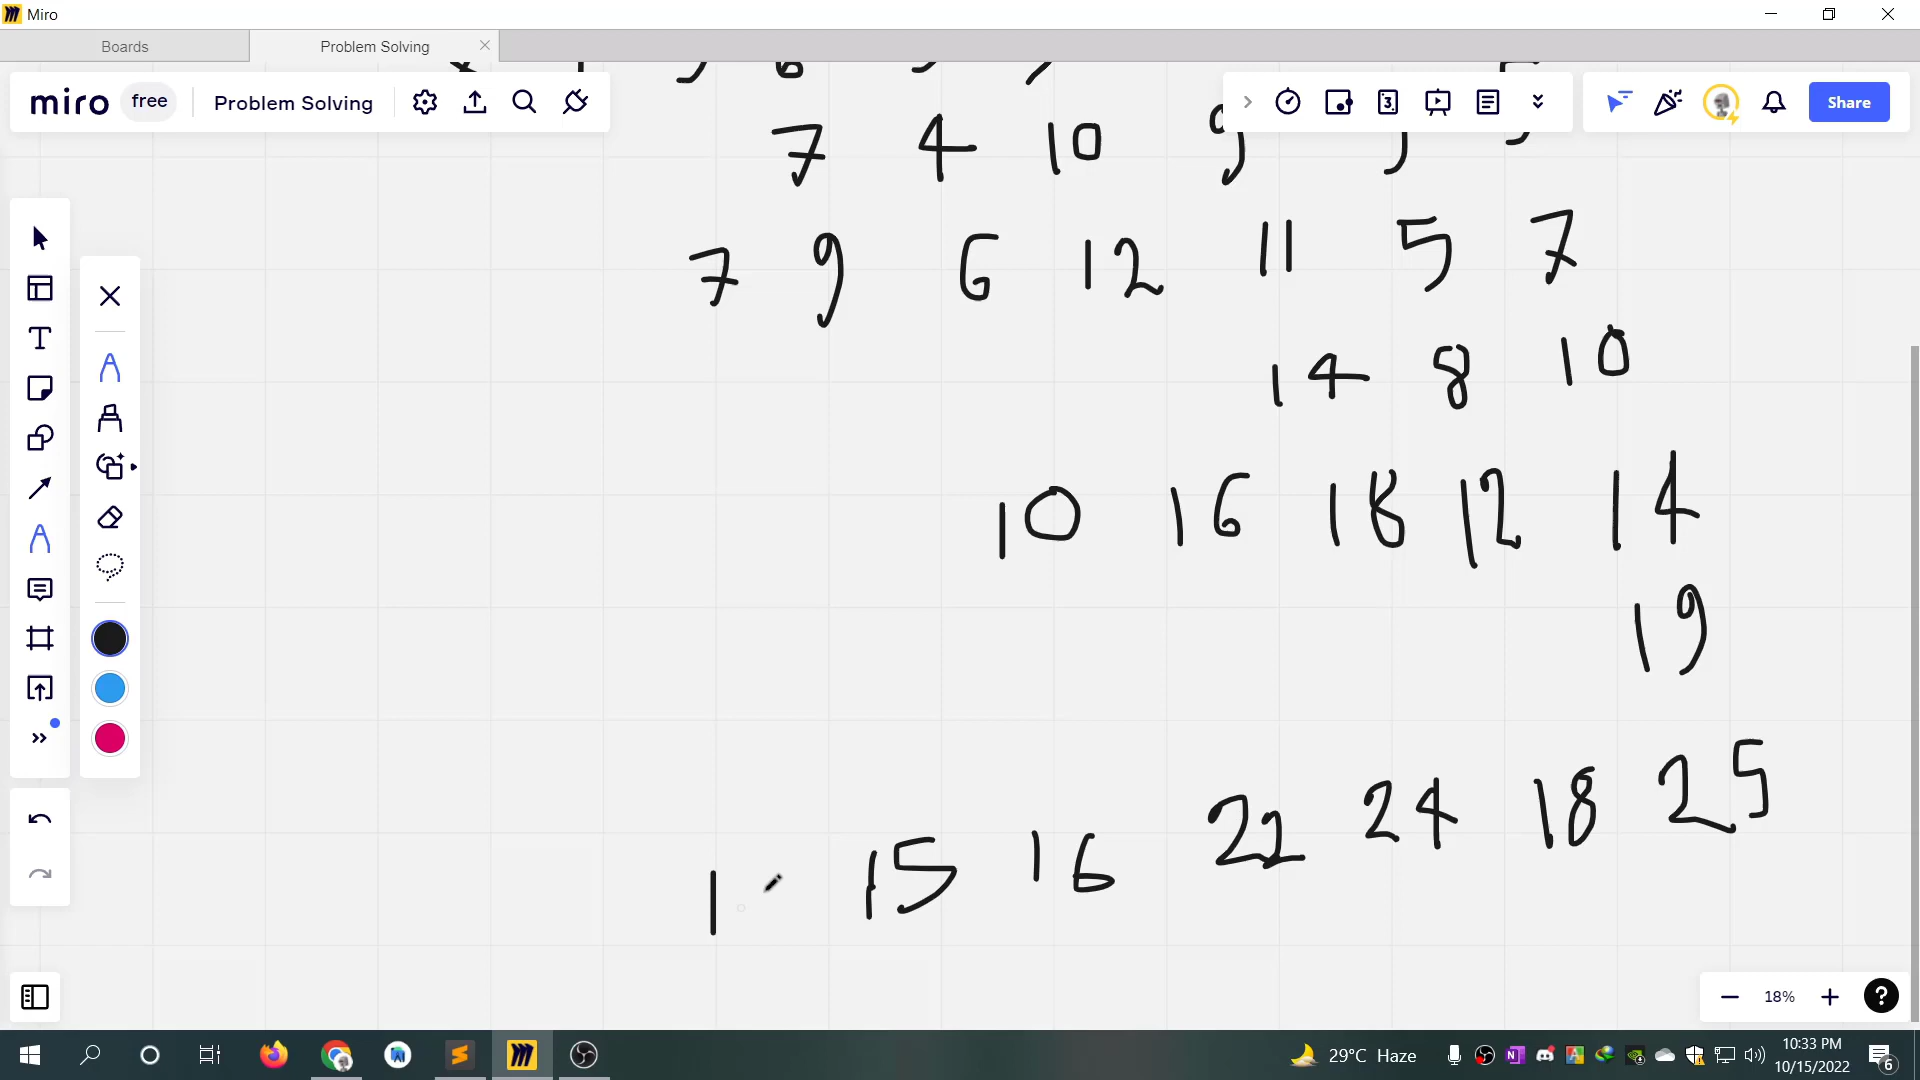 Miro
Boards
Problem Solving
miro free Problem Solving
Share
7 4 10 9
7 9 6 12 11 5 7
14 8 10
10 16 18 12 14
19
1 15 16 22 24 18 25
18%
29°C Haze
10:33 PM
10/15/2022
6